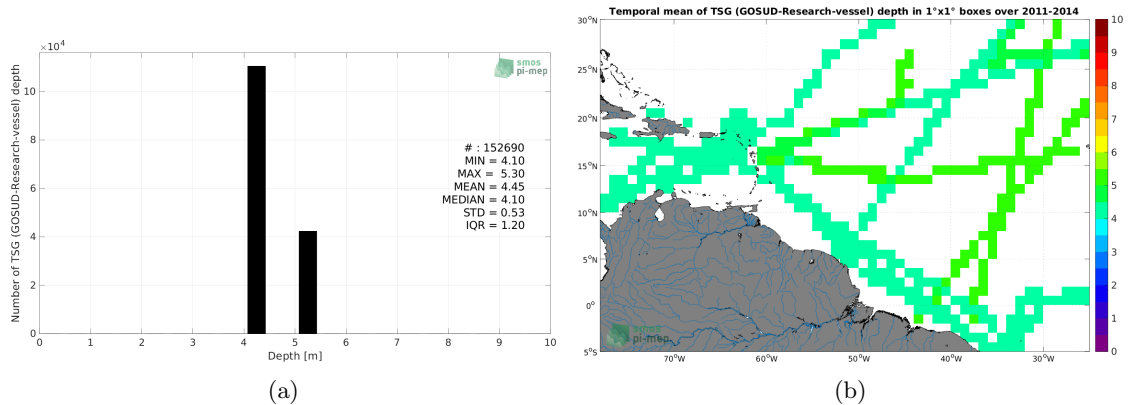 ×10⁴
Number of TSG (GOSUD-Research-vessel) depth
10
8
6
4
2
0
0 1 2 3 4 5 6 7 8 9 10
Depth [m]
smos
pi-mep
# : 152690
MIN = 4.10
MAX = 5.30
MEAN = 4.45
MEDIAN = 4.10
STD = 0.53
IQR = 1.20
(a)
Temporal mean of TSG (GOSUD-Research-vessel) depth in 1°x1° boxes over 2011-2014
30°N
25°N
20°N
15°N
10°N
5°N
0°
5°S
70°W 60°W 50°W 40°W 30°W
smos
pi-mep
10
9
8
7
6
5
4
3
2
1
0
(b)